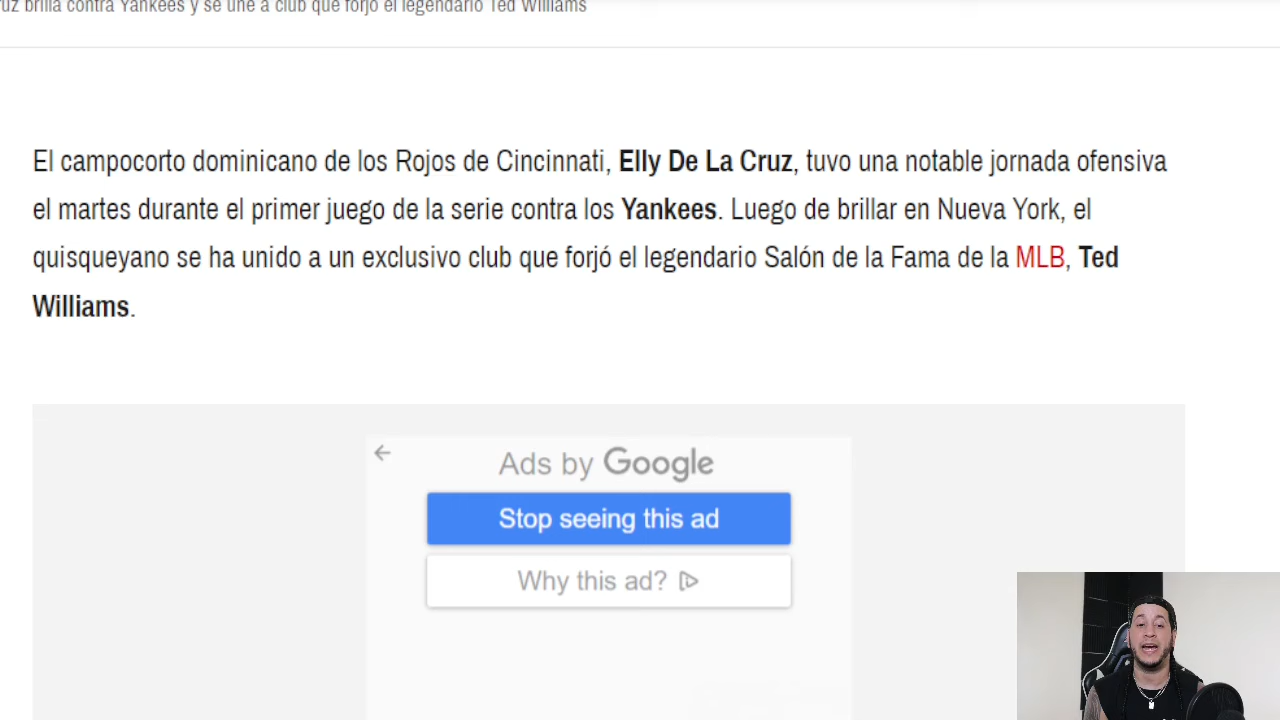 brilla contra Yankees y se une a club que forjó el legendario Ted Williams
El campocorto dominicano de los Rojos de Cincinnati, Elly De La Cruz, tuvo una notable jornada ofensiva
el martes durante el primer juego de la serie contra los Yankees. Luego de brillar en Nueva York, el
quisqueyano se ha unido a un exclusivo club que forjó el legendario Salón de la Fama de la MLB, Ted
Williams.
Ads by Google
Stop seeing this ad
Why this ad?